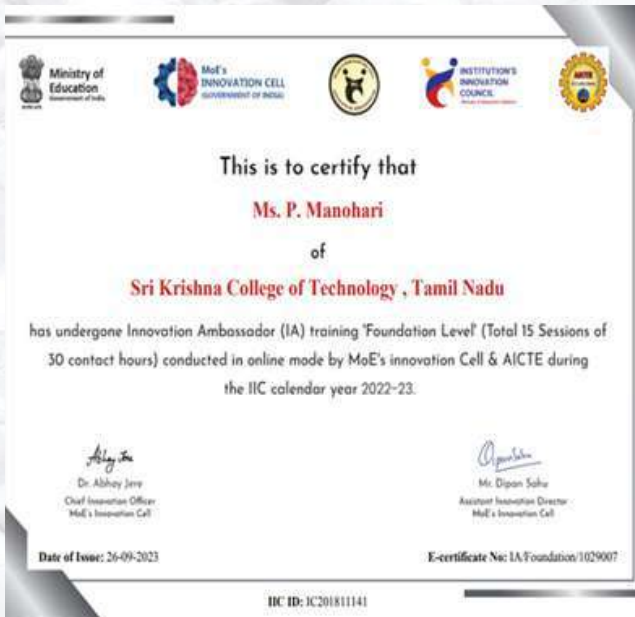 Ministry of
Education
Government of India
MoE's
INNOVATION CELL
(GOVERNMENT OF INDIA)
INSTITUTION'S
INNOVATION
COUNCIL
AICTE
This is to certify that
Ms. P. Manohari
of
Sri Krishna College of Technology , Tamil Nadu
has undergone Innovation Ambassador (IA) training 'Foundation Level' (Total 15 Sessions of
30 contact hours) conducted in online mode by MoE's innovation Cell & AICTE during
the IIC calendar year 2022-23.
Dr. Abhay Jere
Chief Innovation Officer
MoE's Innovation Cell
Mr. Dipan Sahu
Assistant Innovation Director
MoE's Innovation Cell
Date of Issue: 26-09-2023
E-certificate No: IA/Foundation/1029007
IIC ID: IC201811141